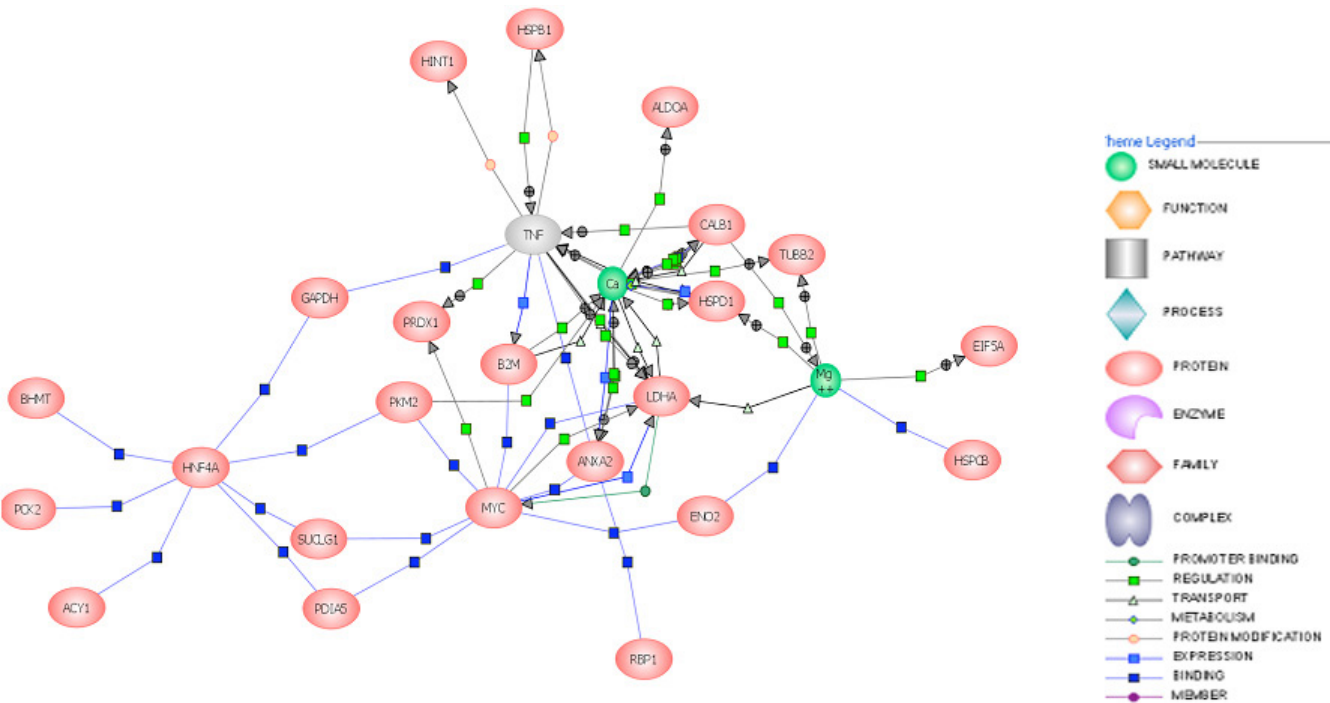 HSPB1
HINT1
ALDOA
TNF
CALB1
TUBB2
Ca
GAPDH
HSPD1
PRDX1
EIF5A
B2M
Mg
++
BHMT
PKM2
LDHA
HNF4A
ANXA2
HSPCB
PCK2
MYC
ENO2
SUCLG1
ACY1
PDIA5
RBP1
Theme Legend
SMALL MOLECULE
FUNCTION
PATHWAY
PROCESS
PROTEIN
ENZYME
FAMILY
COMPLEX
PROMOTER BINDING
REGULATION
TRANSPORT
METABOLISM
PROTEIN MODIFICATION
EXPRESSION
BINDING
MEMBER